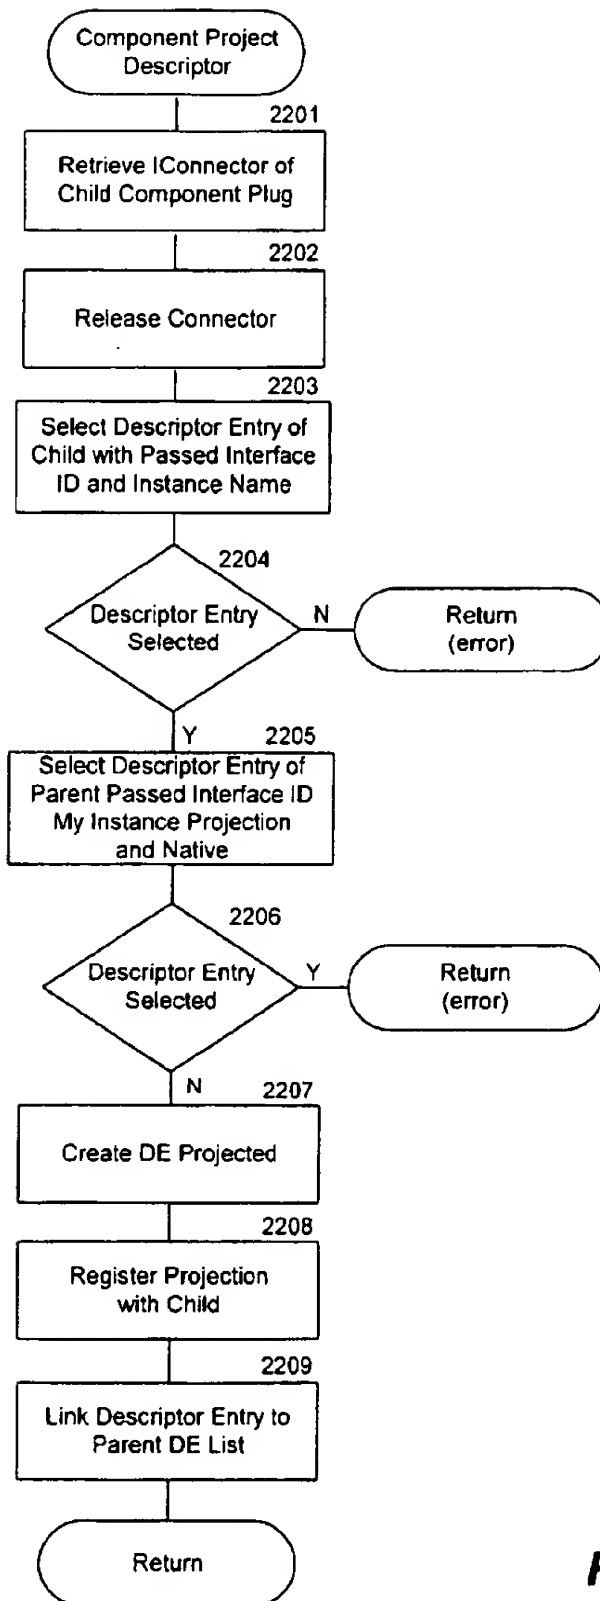 Component Project
Descriptor
2201
Retrieve IConnector of
Child Component Plug
2202
Release Connector
2203
Select Descriptor Entry of
Child with Passed Interface
ID and Instance Name
2204
Descriptor Entry
Selected
N
Return
(error)
Y
2205
Select Descriptor Entry of
Parent Passed Interface ID
My Instance Projection
and Native
2206
Descriptor Entry
Selected
Y
Return
(error)
N
2207
Create DE Projected
2208
Register Projection
with Child
2209
Link Descriptor Entry to
Parent DE List
Return